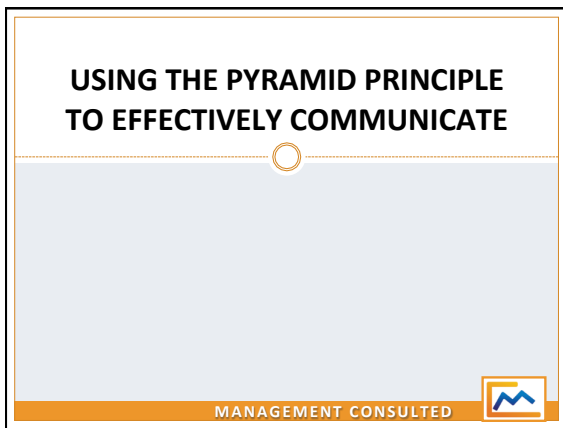 USING THE PYRAMID PRINCIPLE
TO EFFECTIVELY COMMUNICATE
MANAGEMENT CONSULTED